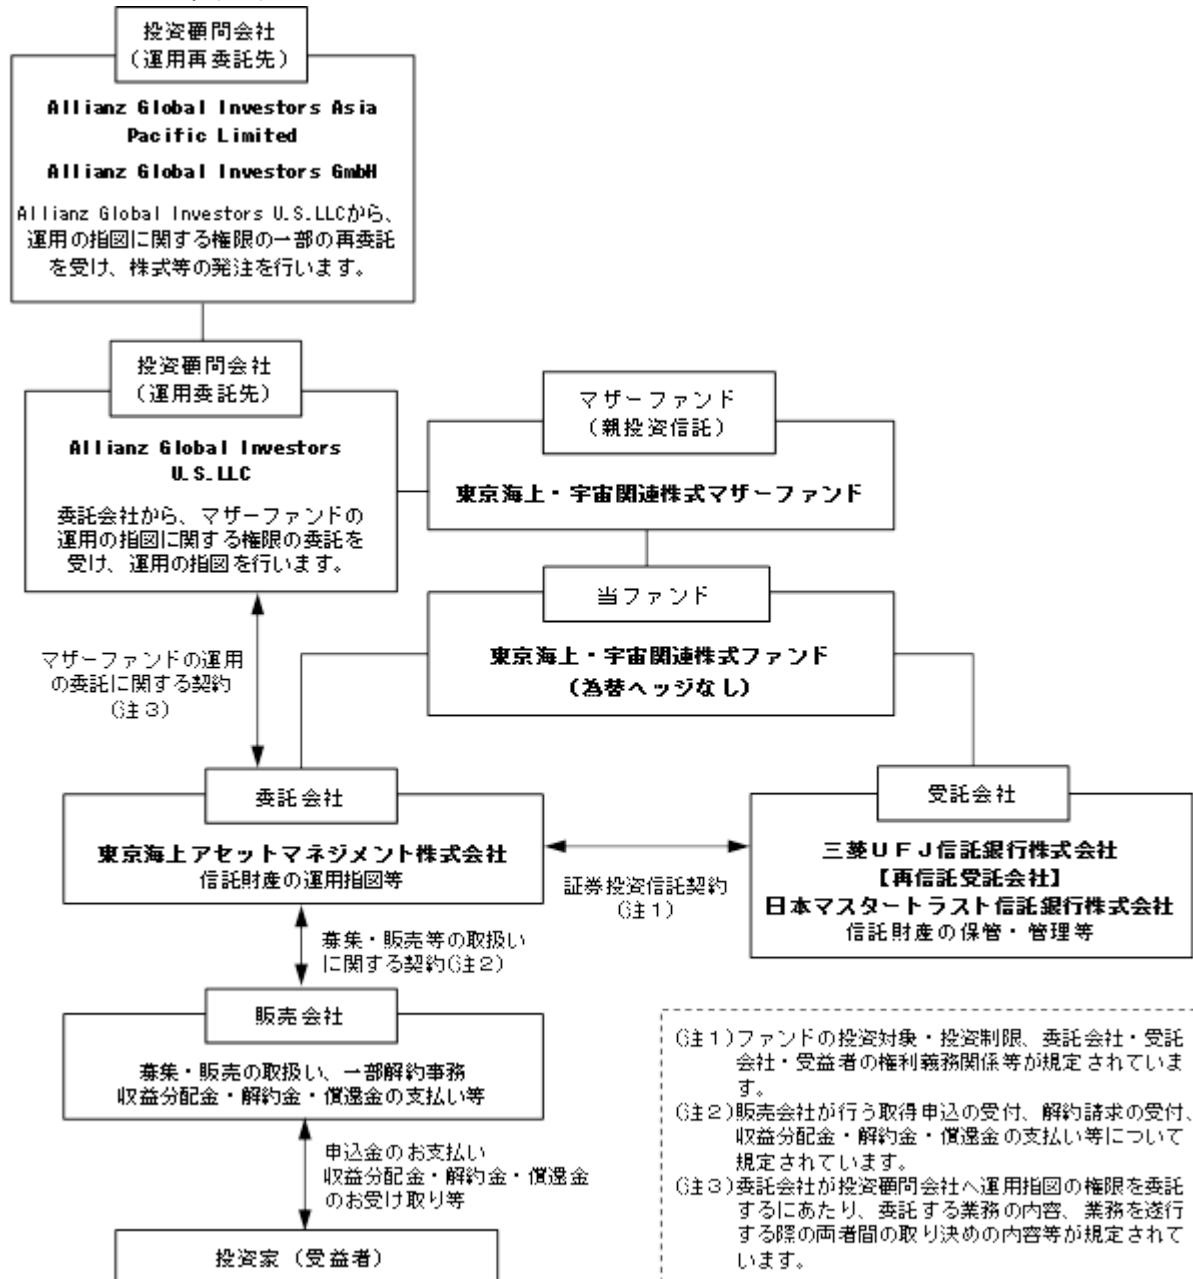 投資顧問会社
（運用再委託先）
Allianz Global Investors Asia
Pacific Limited
Allianz Global Investors GmbH
Allianz Global Investors U.S.LLCから、
運用の指図に関する権限の一部の再委託
を受け、株式等の発注を行います。
投資顧問会社
（運用委託先）
Allianz Global Investors
U.S.LLC
委託会社から、マザーファンドの
運用の指図に関する権限の委託を
受け、運用の指図を行います。
マザーファンド
（親投資信託）
東京海上・宇宙関連株式マザーファンド
当ファンド
東京海上・宇宙関連株式ファンド
（為替ヘッジなし）
マザーファンドの運用
の委託に関する契約
（注３）
委託会社
東京海上アセットマネジメント株式会社
信託財産の運用指図等
証券投資信託契約
（注１）
受託会社
三菱ＵＦＪ信託銀行株式会社
【再信託受託会社】
日本マスタートラスト信託銀行株式会社
信託財産の保管・管理等
募集・販売等の取扱い
に関する契約（注２）
販売会社
募集・販売の取扱い、一部解約事務
収益分配金・解約金・償還金の支払い等
申込金のお支払い
収益分配金・解約金・償還金
のお受け取り等
投資家（受益者）
（注１）ファンドの投資対象・投資制限、委託会社・受託
会社・受益者の権利義務関係等が規定されていま
す。
（注２）販売会社が行う取得申込の受付、解約請求の受付、
収益分配金・解約金・償還金の支払い等について
規定されています。
（注３）委託会社が投資顧問会社へ運用指図の権限を委託
するにあたり、委託する業務の内容、業務を遂行
する際の両者間の取り決めの内容等が規定されて
います。